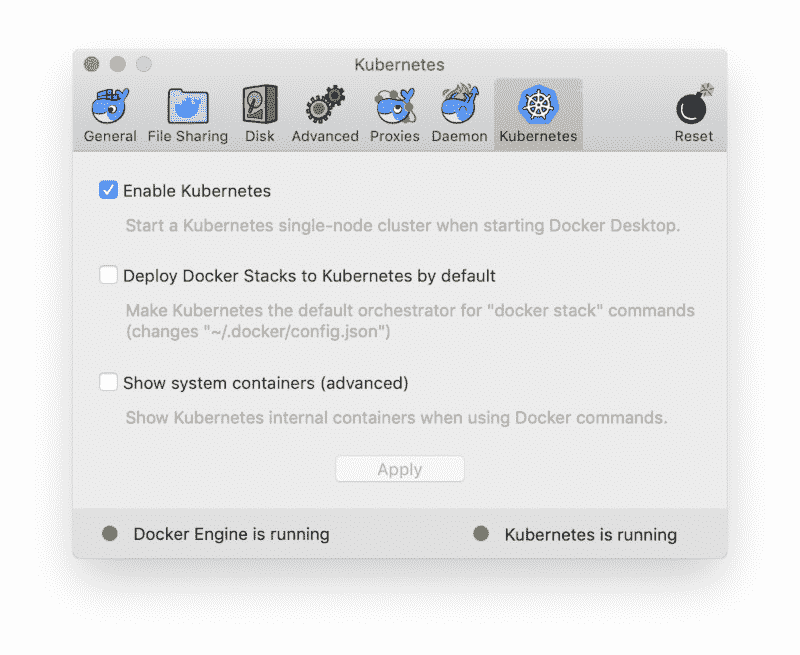 Kubernetes
General
File Sharing
Disk
Advanced
Proxies
Daemon
Kubernetes
Reset
Enable Kubernetes
Start a Kubernetes single-node cluster when starting Docker Desktop.
Deploy Docker Stacks to Kubernetes by default
Make Kubernetes the default orchestrator for "docker stack" commands
(changes "~/.docker/config.json")
Show system containers (advanced)
Show Kubernetes internal containers when using Docker commands.
Apply
Docker Engine is running
Kubernetes is running